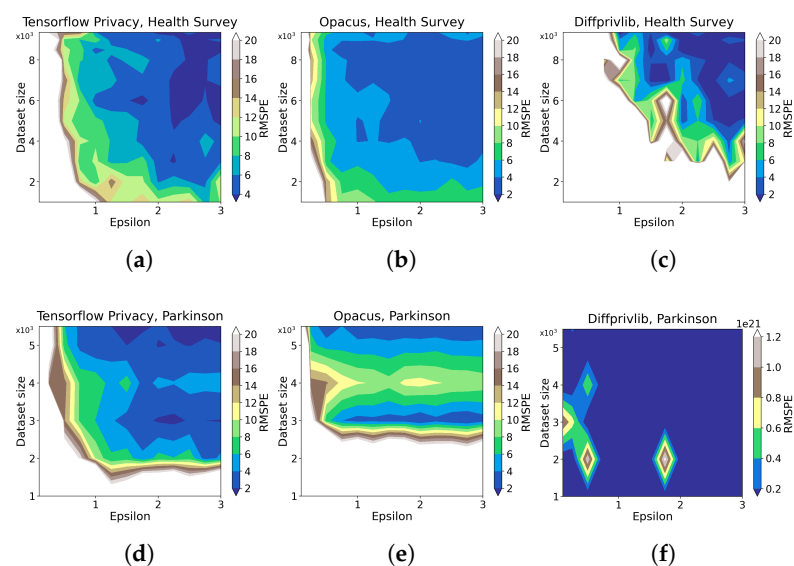 Tensorflow Privacy, Health Survey
Opacus, Health Survey
Diffprivlib, Health Survey
x10³
8
6
4
2
Dataset size
1 2 3
Epsilon
20
18
16
14
12
10
8
6
4
RMSPE
x10³
8
6
4
2
Dataset size
1 2 3
Epsilon
20
18
16
14
12
10
8
6
4
2
RMSPE
x10³
8
6
4
2
Dataset size
1 2 3
Epsilon
20
18
16
14
12
10
8
6
4
2
RMSPE
(a)
(b)
(c)
Tensorflow Privacy, Parkinson
Opacus, Parkinson
Diffprivlib, Parkinson
x10³
5
4
3
2
1
Dataset size
1 2 3
Epsilon
20
18
16
14
12
10
8
6
4
2
RMSPE
x10³
5
4
3
2
1
Dataset size
1 2 3
Epsilon
20
18
16
14
12
10
8
6
4
2
RMSPE
x10³
5
4
3
2
1
Dataset size
1 2 3
Epsilon
1e21
1.2
1.0
0.8
0.6
0.4
0.2
RMSPE
(d)
(e)
(f)